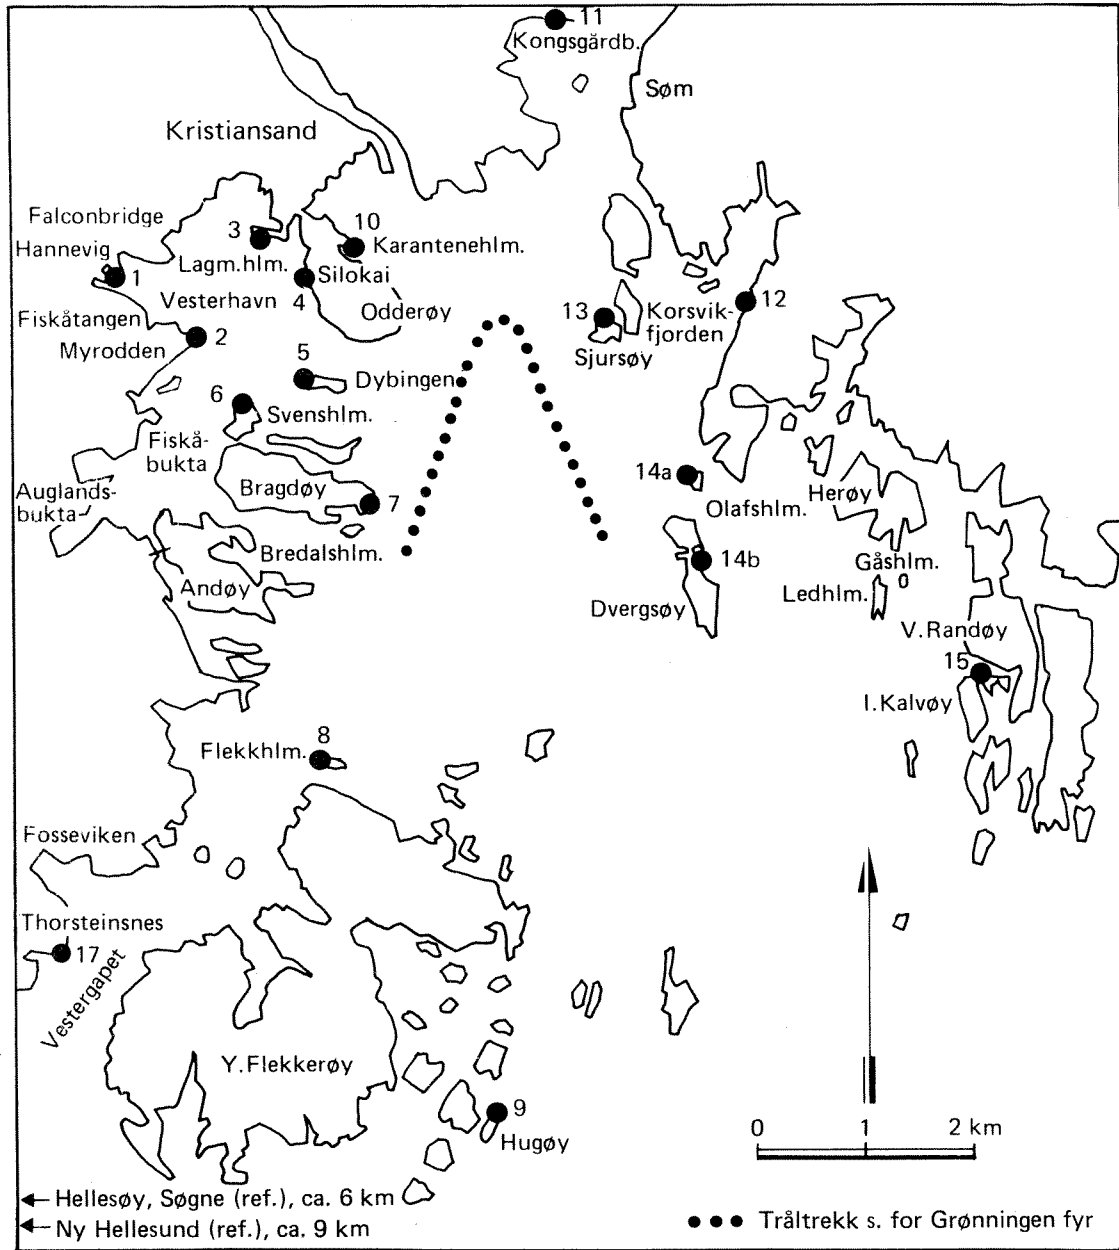 11
Kongsgårdb.
Søm
Kristiansand
Falconbridge
Hannevig
1
3
Lagm.hlm.
10
Karantenehlm.
Silokai
4
Vesterhavn
Odderøy
Fiskåtangen
Myrodden
2
13
Korsvik-
fjorden
12
Sjursøy
5
Dybingen
6
Svenshlm.
Fiskå-
bukta
Auglands-
bukta
Bragdøy
7
Bredalshlm.
Andøy
14a
Olafshlm.
Herøy
14b
Gåshlm.
Ledhlm.
Dvergsøy
V.Randøy
15
I.Kalvøy
8
Flekkhlm.
Fosseviken
Thorsteinsnes
17
Vestergapet
Y.Flekkerøy
9
Hugøy
0 1 2 km
← Hellesøy, Søgne (ref.), ca. 6 km
← Ny Hellesund (ref.), ca. 9 km
••• Tråltrekk s. for Grønningen fyr